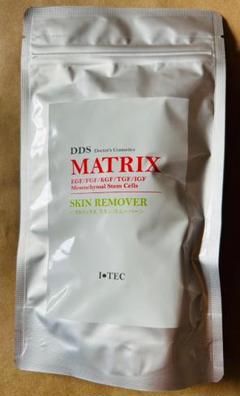 DDS Doctor's Cosmetics
MATRIX
EGF/FGF/KGF/TGF/IGF
Mesenchymal Stem Cells
SKIN REMOVER
I•TEC